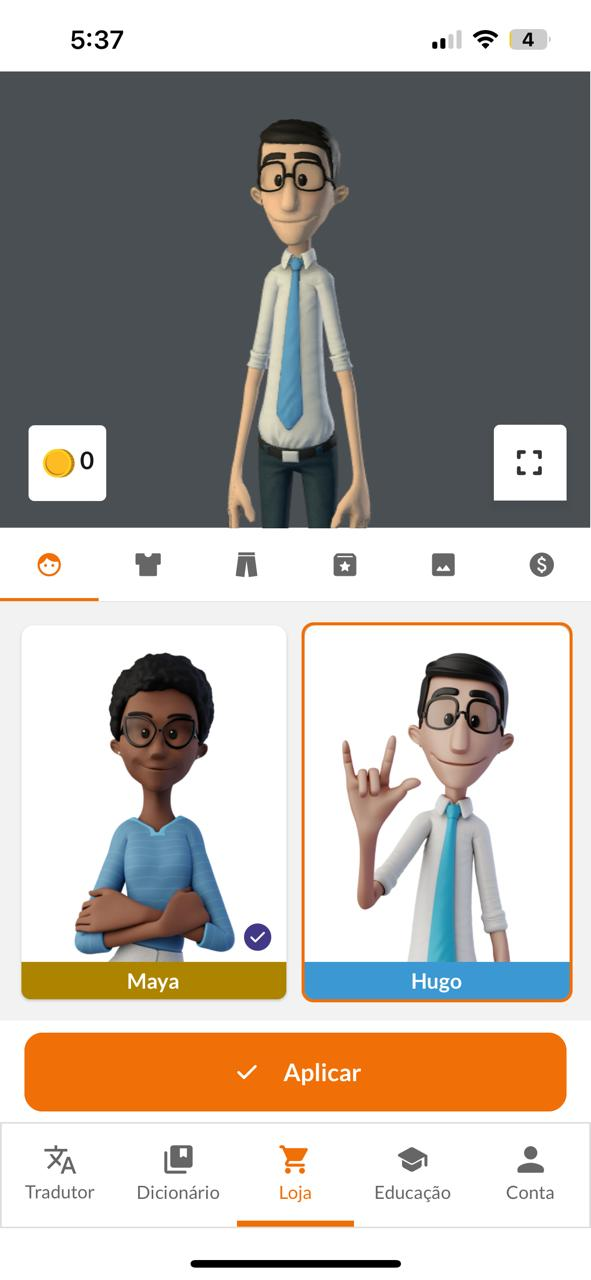 5:37
4
0
Maya
Hugo
Aplicar
Tradutor
Dicionário
Loja
Educação
Conta